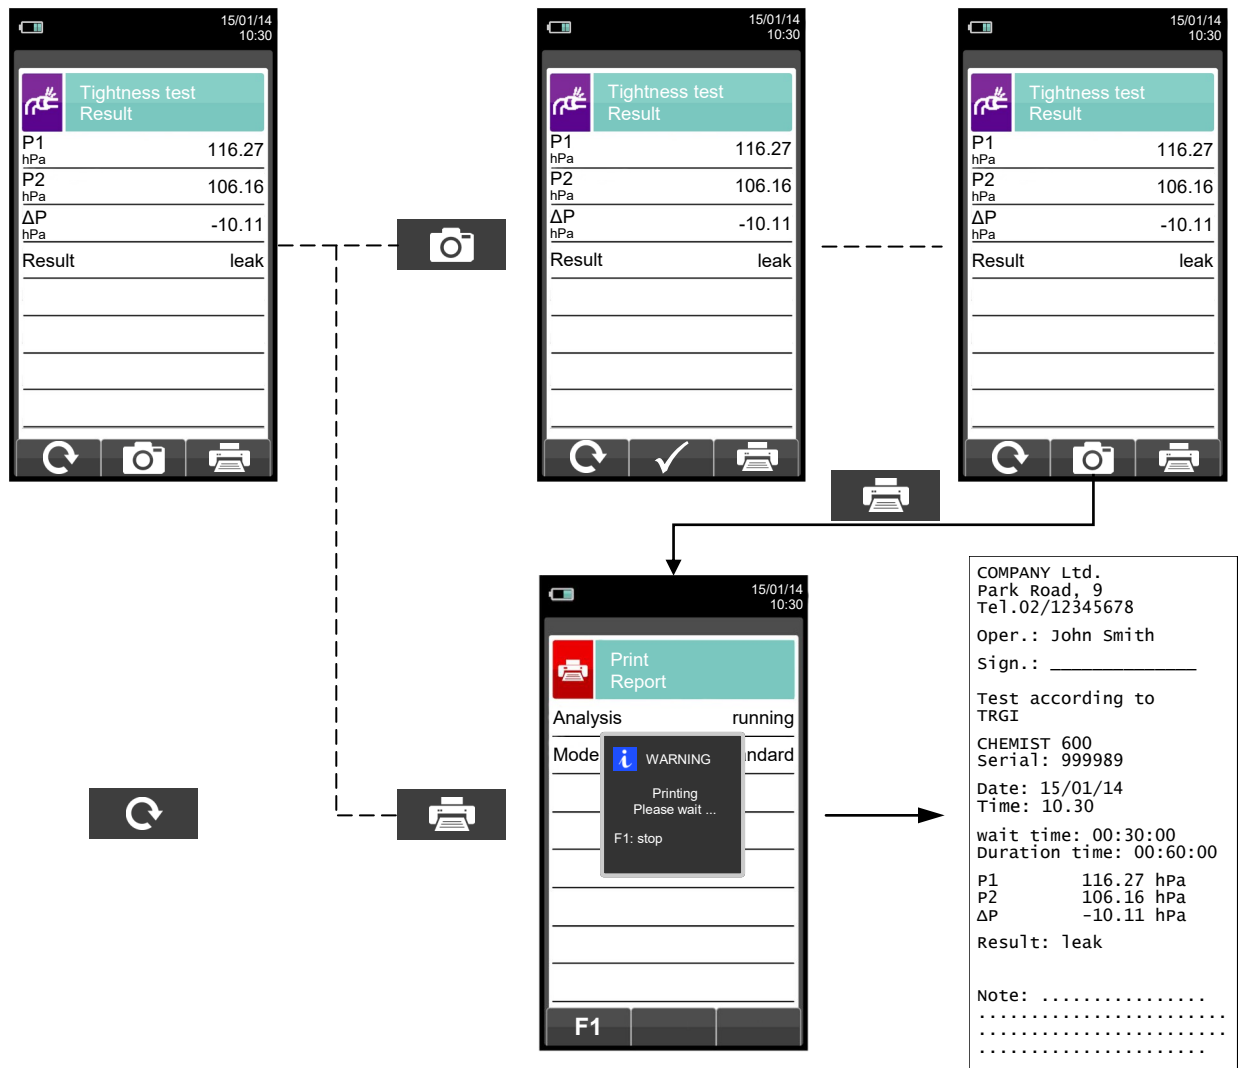 15/01/14
10:30
Tightness test
Result
P1
hPa
116.27
P2
hPa
106.16
ΔP
hPa
-10.11
Result leak
15/01/14
10:30
Tightness test
Result
P1
hPa
116.27
P2
hPa
106.16
ΔP
hPa
-10.11
Result leak
15/01/14
10:30
Tightness test
Result
P1
hPa
116.27
P2
hPa
106.16
ΔP
hPa
-10.11
Result leak
15/01/14
10:30
Print
Report
Analysis running
Mode ndard
i WARNING
Printing
Please wait ...
F1: stop
F1
COMPANY Ltd.
Park Road, 9
Tel.02/12345678
Oper.: John Smith
Sign.: ______________
Test according to
TRGI
CHEMIST 600
Serial: 999989
Date: 15/01/14
Time: 10.30
wait time: 00:30:00
Duration time: 00:60:00
P1 116.27 hPa
P2 106.16 hPa
ΔP -10.11 hPa
Result: leak
Note: ................
........................
........................
......................